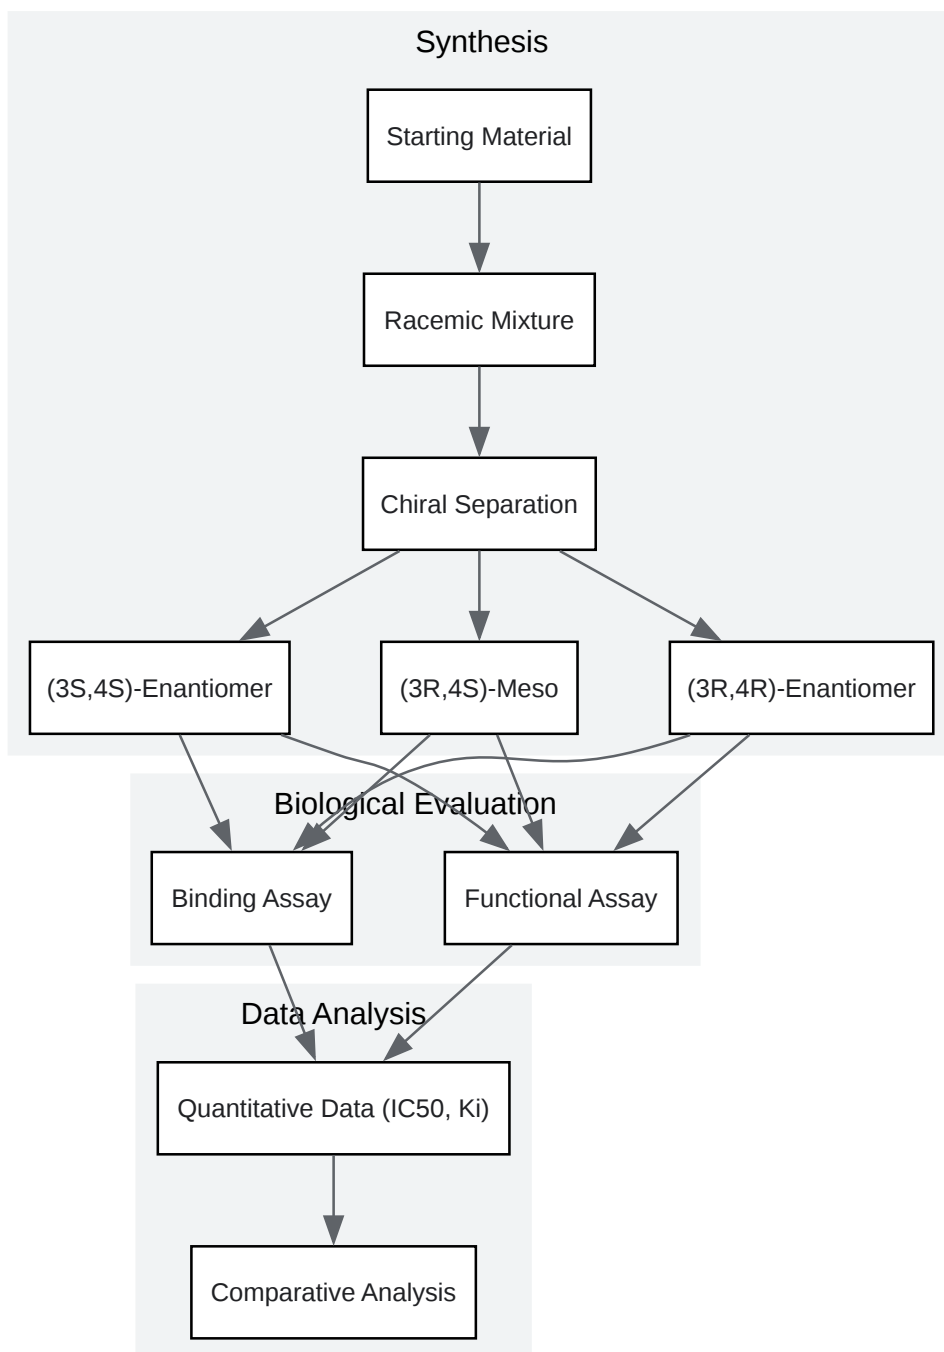 Synthesis
Starting Material
Racemic Mixture
Chiral Separation
(3S,4S)-Enantiomer
(3R,4S)-Meso
(3R,4R)-Enantiomer
Biological Evaluation
Binding Assay
Functional Assay
Data Analysis
Quantitative Data (IC50, Ki)
Comparative Analysis